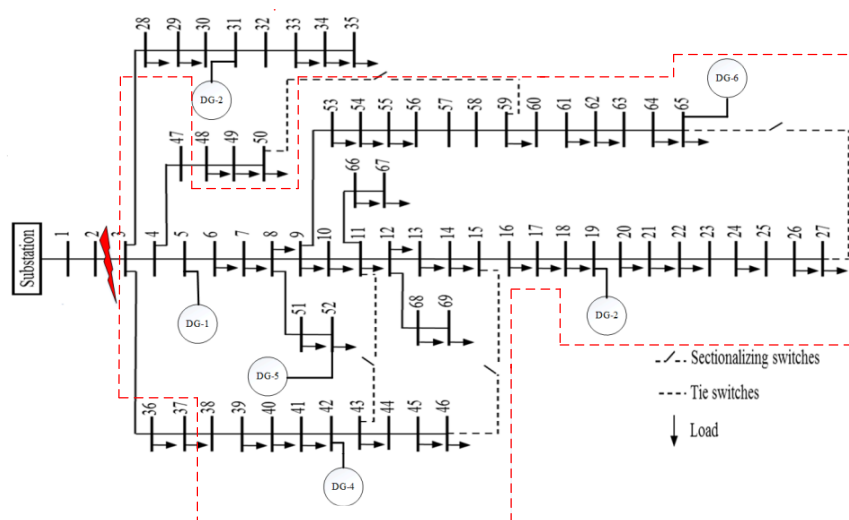 28 29 30 31 32 33 34 35
DG-2
DG-6
53 54 55 56 57 58 59 60 61 62 63 64 65
47 48 49 50
66 67
Substation
1 2 3 4 5 6 7 8 9 10 11 12 13 14 15 16 17 18 19 20 21 22 23 24 25 26 27
DG-1
51 52
68 69
DG-2
DG-5
Sectionalizing switches
Tie switches
Load
36 37 38 39 40 41 42 43 44 45 46
DG-4